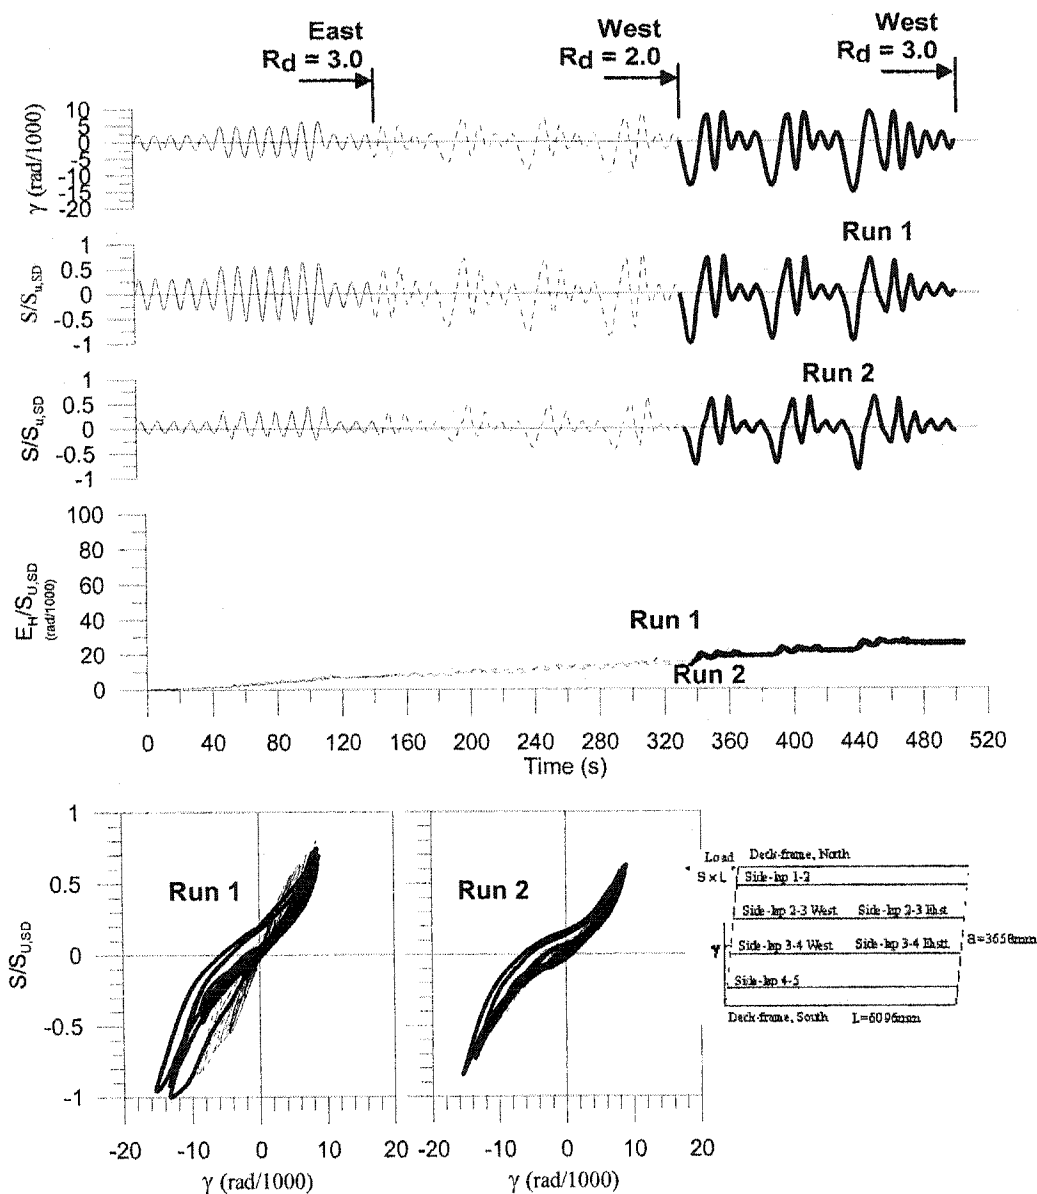 East
Rd = 3.0
West
Rd = 2.0
West
Rd = 3.0
10
5
0
-5
-10
-15
-20
γ (rad/1000)
Run 1
1
0.5
0
-0.5
-1
S/Su,SD
Run 2
1
0.5
0
-0.5
-1
S/Su,SD
100
80
60
40
20
0
EH/SU,SD
(rad/1000)
Run 1
Run 2
0 40 80 120 160 200 240 280 320 360 400 440 480 520
Time (s)
1
0.5
0
-0.5
-1
S/SU,SD
Run 1
Run 2
-20 -10 0 10 20
γ (rad/1000)
-20 -10 0 10 20
γ (rad/1000)
Load
S×L
Deck-frame, North
Side-lap 1-2
Side-lap 2-3 West Side-lap 2-3 East
γ
Side-lap 3-4 West Side-lap 3-4 East
a=3658mm
Side-lap 4-5
Deck-frame, South L=6096mm